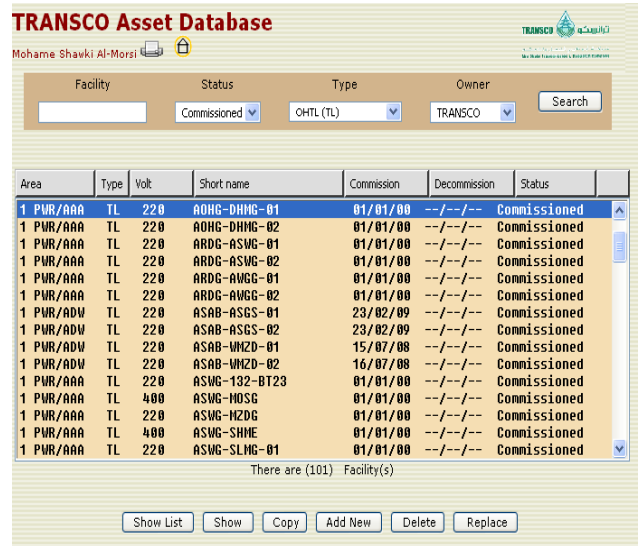 TRANSCO Asset Database
TRANSCO ترانسكو
Mohame Shawki Al-Morsi
Facility Status Type Owner
Commissioned OHTL (TL) TRANSCO Search
Area Type Volt Short name Commission Decommission Status
1 PWR/AAA TL 220 AOHG-DHMG-01 01/01/00 --/--/-- Commissioned
1 PWR/AAA TL 220 AOHG-DHMG-02 01/01/00 --/--/-- Commissioned
1 PWR/AAA TL 220 ARDG-ASWG-01 01/01/00 --/--/-- Commissioned
1 PWR/AAA TL 220 ARDG-ASWG-02 01/01/00 --/--/-- Commissioned
1 PWR/AAA TL 220 ARDG-AWGG-01 01/01/00 --/--/-- Commissioned
1 PWR/AAA TL 220 ARDG-AWGG-02 01/01/00 --/--/-- Commissioned
1 PWR/ADW TL 220 ASAB-ASGS-01 23/02/09 --/--/-- Commissioned
1 PWR/ADW TL 220 ASAB-ASGS-02 23/02/09 --/--/-- Commissioned
1 PWR/ADW TL 220 ASAB-WMZD-01 15/07/08 --/--/-- Commissioned
1 PWR/ADW TL 220 ASAB-WMZD-02 16/07/08 --/--/-- Commissioned
1 PWR/AAA TL 220 ASWG-132-BT23 01/01/00 --/--/-- Commissioned
1 PWR/AAA TL 400 ASWG-MOSG 01/01/00 --/--/-- Commissioned
1 PWR/AAA TL 220 ASWG-MZDG 01/01/00 --/--/-- Commissioned
1 PWR/AAA TL 400 ASWG-SHME 01/01/00 --/--/-- Commissioned
1 PWR/AAA TL 220 ASWG-SLMG-01 01/01/00 --/--/-- Commissioned
There are (101) Facility(s)
Show List Show Copy Add New Delete Replace